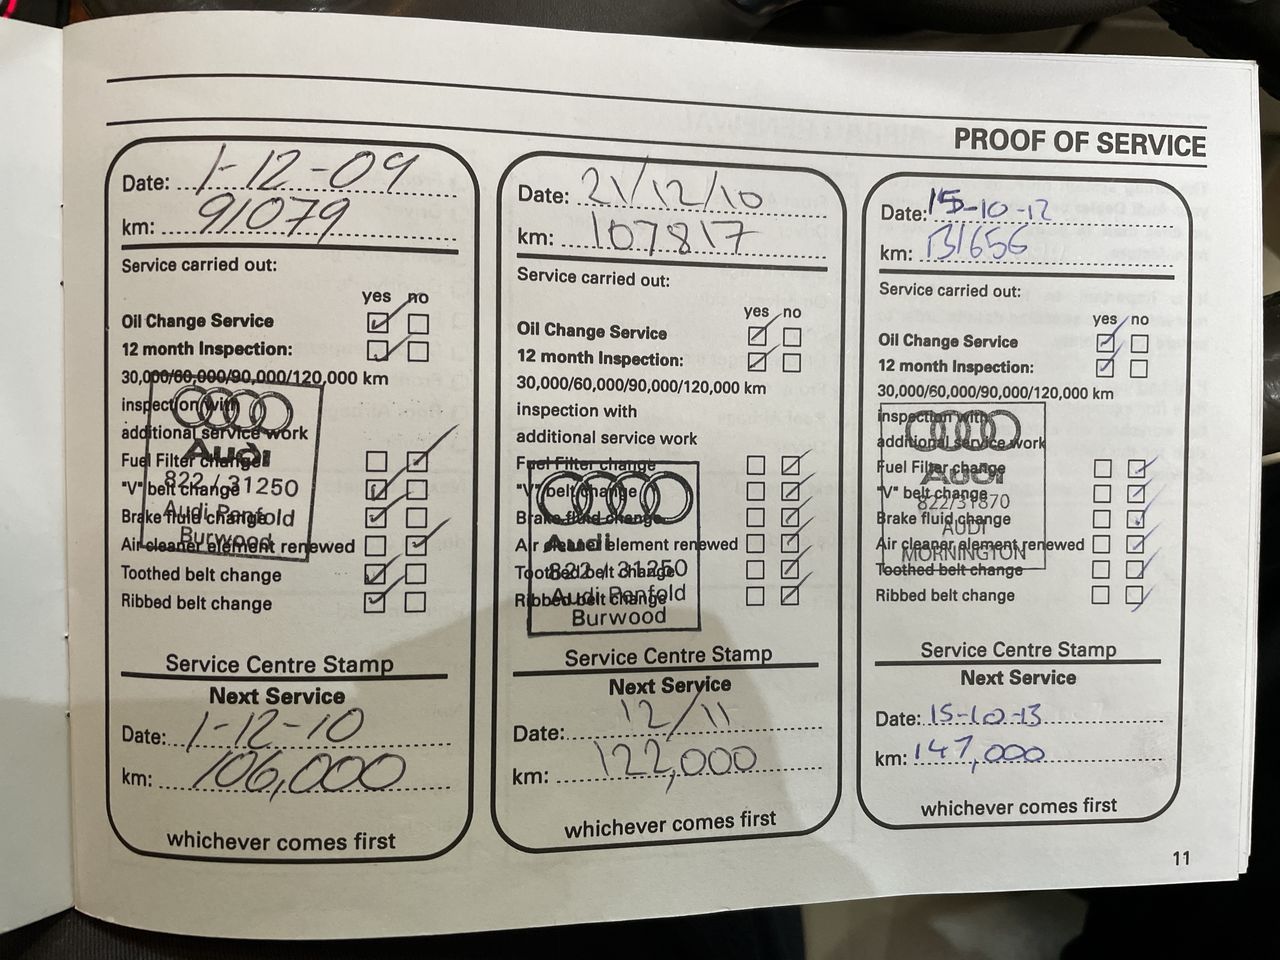 PROOF OF SERVICE
Date: 1-12-09
km: 91079
Service carried out:
yes no
Oil Change Service
12 month Inspection:
30,000/60,000/90,000/120,000 km
inspection with
additional service work
Fuel Filter change
"V" belt change
Brake fluid change
Air cleaner element renewed
Toothed belt change
Ribbed belt change
Audi
822 / 31250
Audi Penfold
Burwood
Service Centre Stamp
Next Service
Date: 1-12-10
km: 106,000
whichever comes first
Date: 21/12/10
km: 107817
Service carried out:
yes no
Oil Change Service
12 month Inspection:
30,000/60,000/90,000/120,000 km
inspection with
additional service work
Fuel Filter change
"V" belt change
Brake fluid change
Air cleaner element renewed
Toothed belt change
Ribbed belt change
Audi
822 / 31250
Audi Penfold
Burwood
Service Centre Stamp
Next Service
Date: 12/11
km: 122,000
whichever comes first
Date: 15-10-12
km: 131656
Service carried out:
yes no
Oil Change Service
12 month Inspection:
30,000/60,000/90,000/120,000 km
inspection with
additional service work
Fuel Filter change
"V" belt change
Brake fluid change
Air cleaner element renewed
Toothed belt change
Ribbed belt change
Audi
822/31870
AUDI
MORNINGTON
Service Centre Stamp
Next Service
Date: 15-10-13
km: 147,000
whichever comes first
11